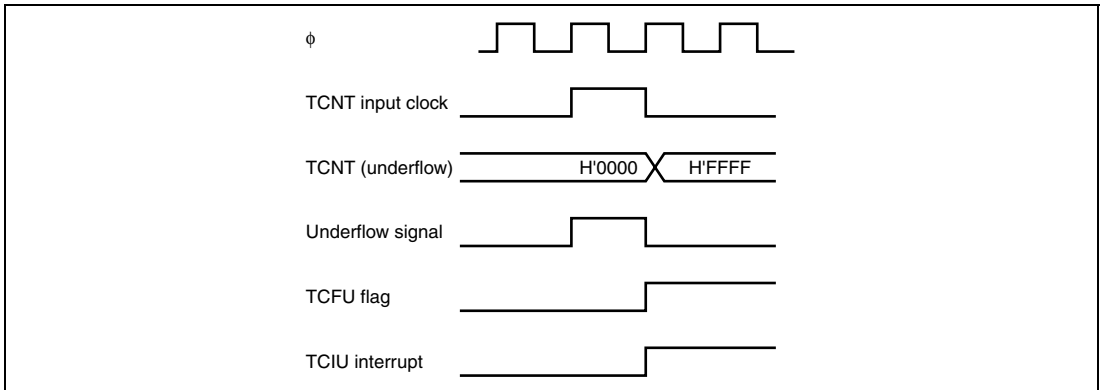 ϕ
TCNT input clock
TCNT (underflow) H'0000 H'FFFF
Underflow signal
TCFU flag
TCIU interrupt